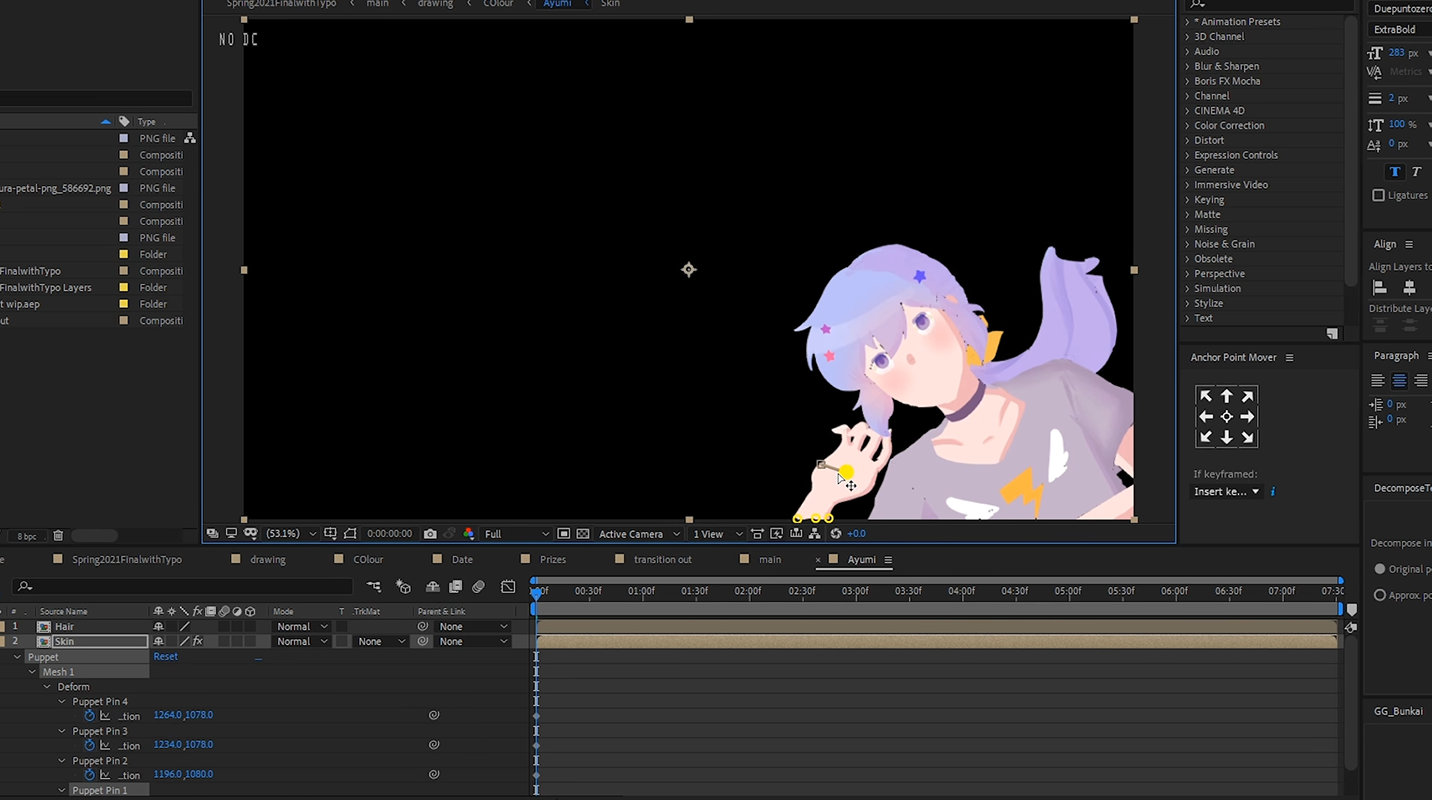 Spring2021FinalwithTypo main drawing COlour Ayumi Skin
NO DC
Type
PNG file
Compositi
Compositi
ura-petal-png_586692.png PNG file
Compositi
Compositi
PNG file
Folder
FinalwithTypo Compositi
FinalwithTypo Layers Folder
t wip.aep Folder
ut Compositi
8 bpc
(53.1%) 0:00:00:00 Full Active Camera 1 View +0.0
* Animation Presets
3D Channel
Audio
Blur & Sharpen
Boris FX Mocha
Channel
CINEMA 4D
Color Correction
Distort
Expression Controls
Generate
Immersive Video
Keying
Matte
Missing
Noise & Grain
Obsolete
Perspective
Simulation
Stylize
Text
Anchor Point Mover
If keyframed:
Insert ke...
Duepuntozero
ExtraBold
283 px
Metrics
2 px
100 %
0 px
T T
Ligatures
Align
Align Layers to
Distribute Laye
Paragraph
0 px
0 px
DecomposeTe
Decompose in
Original po
Approx. po
GG_Bunkai
e Spring2021FinalwithTypo drawing COlour Date Prizes transition out main × Ayumi
:00f 00:30f 01:00f 01:30f 02:00f 02:30f 03:00f 03:30f 04:00f 04:30f 05:00f 05:30f 06:00f 06:30f 07:00f 07:30
# Source Name fx Mode T .TrkMat Parent & Link
1 Hair Normal None
2 Skin fx Normal None None
Puppet Reset
Mesh 1
Deform
Puppet Pin 4
...tion 1264.0,1078.0
Puppet Pin 3
...tion 1234.0,1078.0
Puppet Pin 2
...tion 1196.0,1080.0
Puppet Pin 1